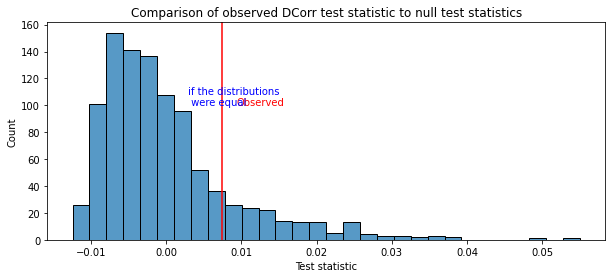 Comparison of observed DCorr test statistic to null test statistics
160
140
120
100
80
60
40
20
0
Count
if the distributions
were equal
Observed
−0.01
0.00
0.01
0.02
0.03
0.04
0.05
Test statistic